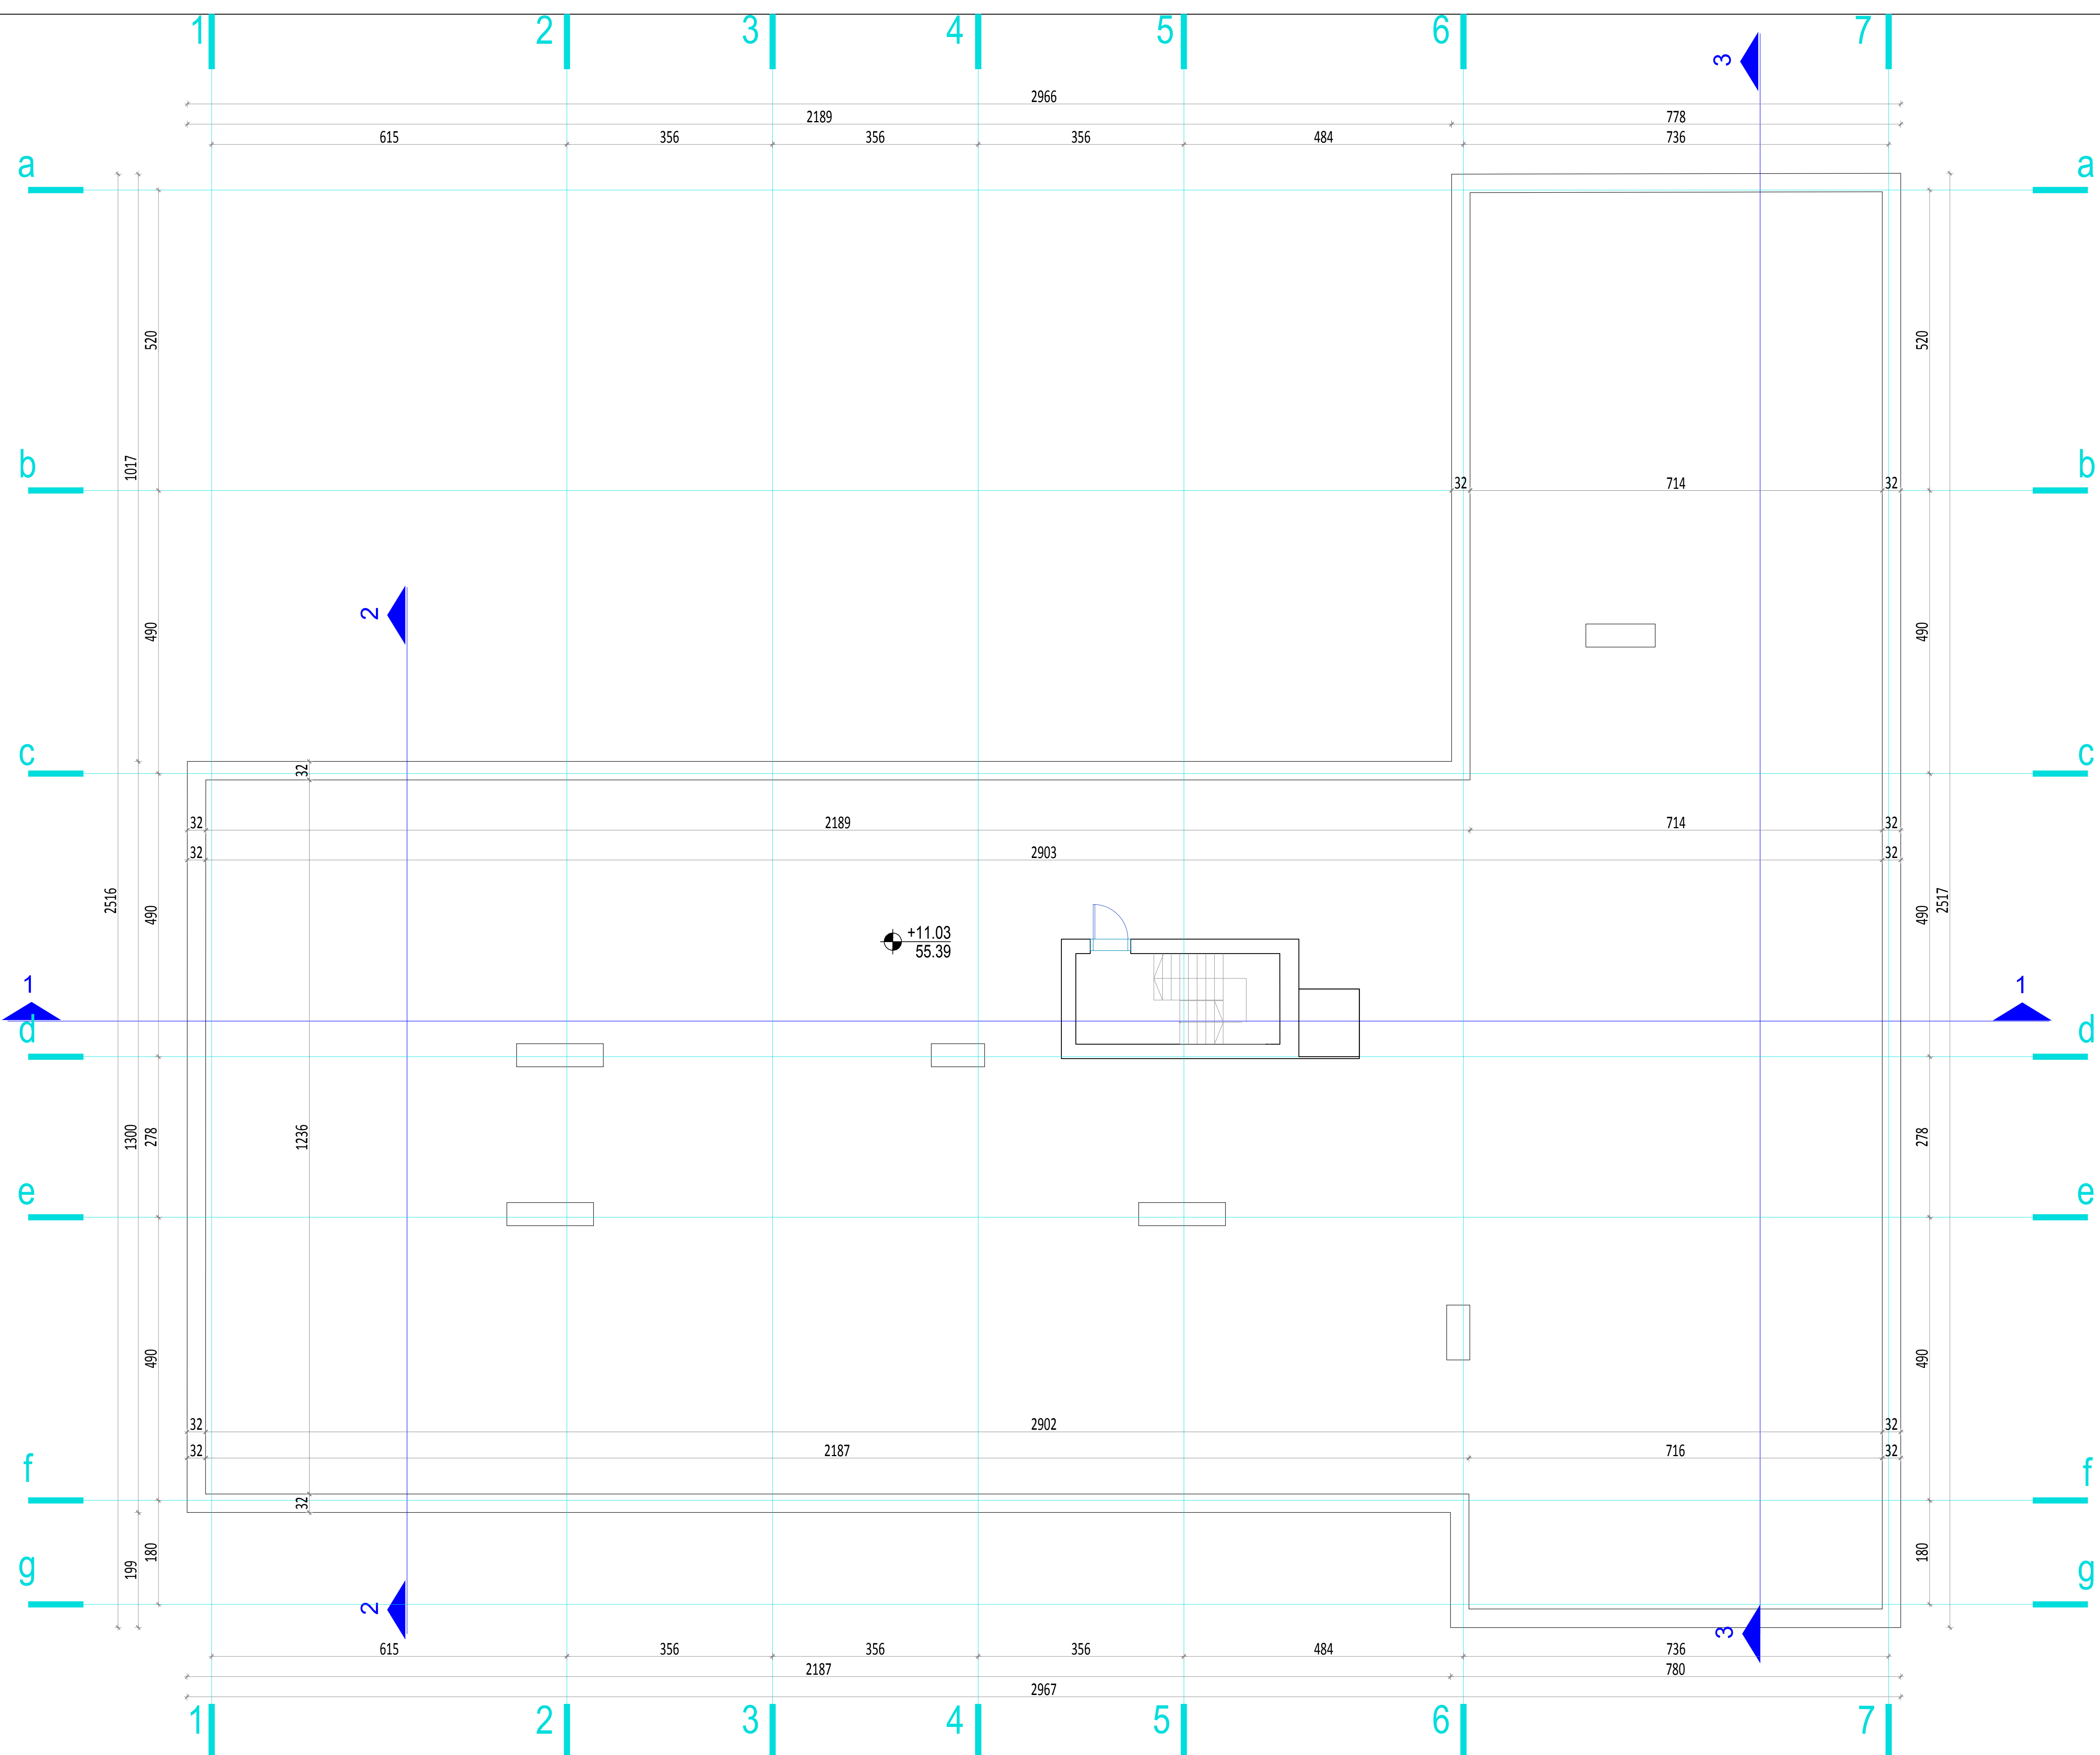 1 2 3 4 5 6 7
3
2966
2189 778
615 356 356 356 484 736
a a
520 520
b b
1017
32 714 32
2
490 490
c c
32
32 2189 714 32
32 2903 32
2516 490 490 2517
+11.03
55.39
1 1
d d
1300 278 1236 278
e e
490 490
32 2902 32
32 2187 716 32
f f
32
199 180 180
g g
2 3
615 356 356 356 484 736
2187 780
2967
1 2 3 4 5 6 7